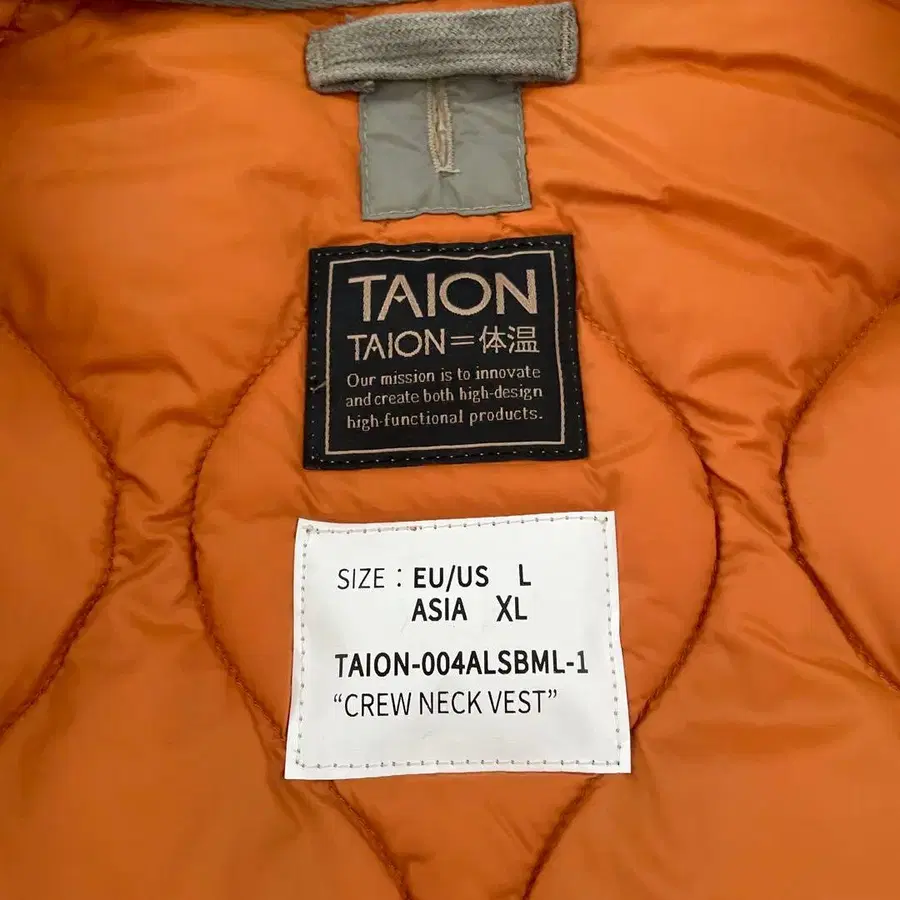 TAION
TAION=体温
Our mission is to innovate
and create both high-design
high-functional products.
SIZE : EU/US L
ASIA XL
TAION-004ALSBML-1
“CREW NECK VEST”